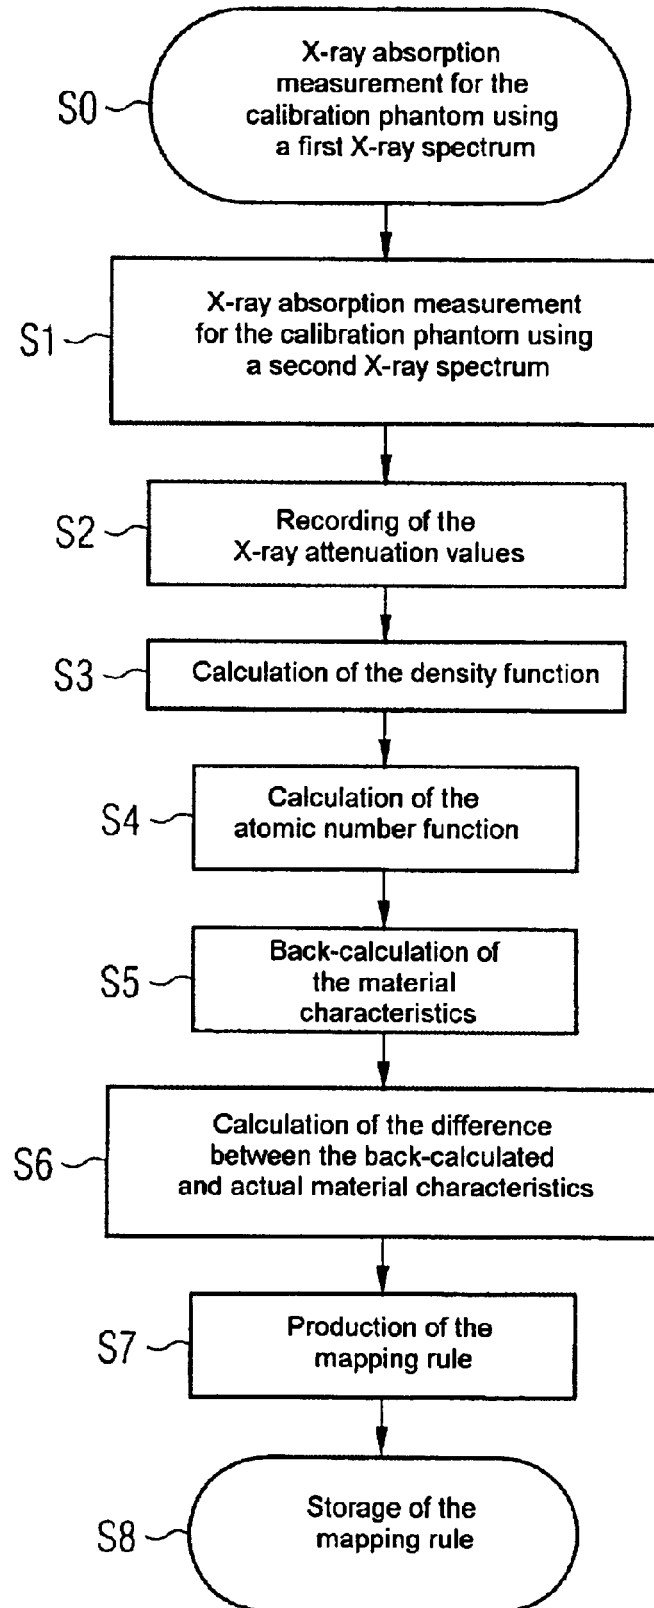 X-ray absorption
measurement for the
calibration phantom using
a first X-ray spectrum
S0
X-ray absorption measurement
for the calibration phantom using
a second X-ray spectrum
S1
Recording of the
X-ray attenuation values
S2
Calculation of the density function
S3
Calculation of the
atomic number function
S4
Back-calculation of
the material
characteristics
S5
Calculation of the difference
between the back-calculated
and actual material characteristics
S6
Production of the
mapping rule
S7
Storage of the
mapping rule
S8